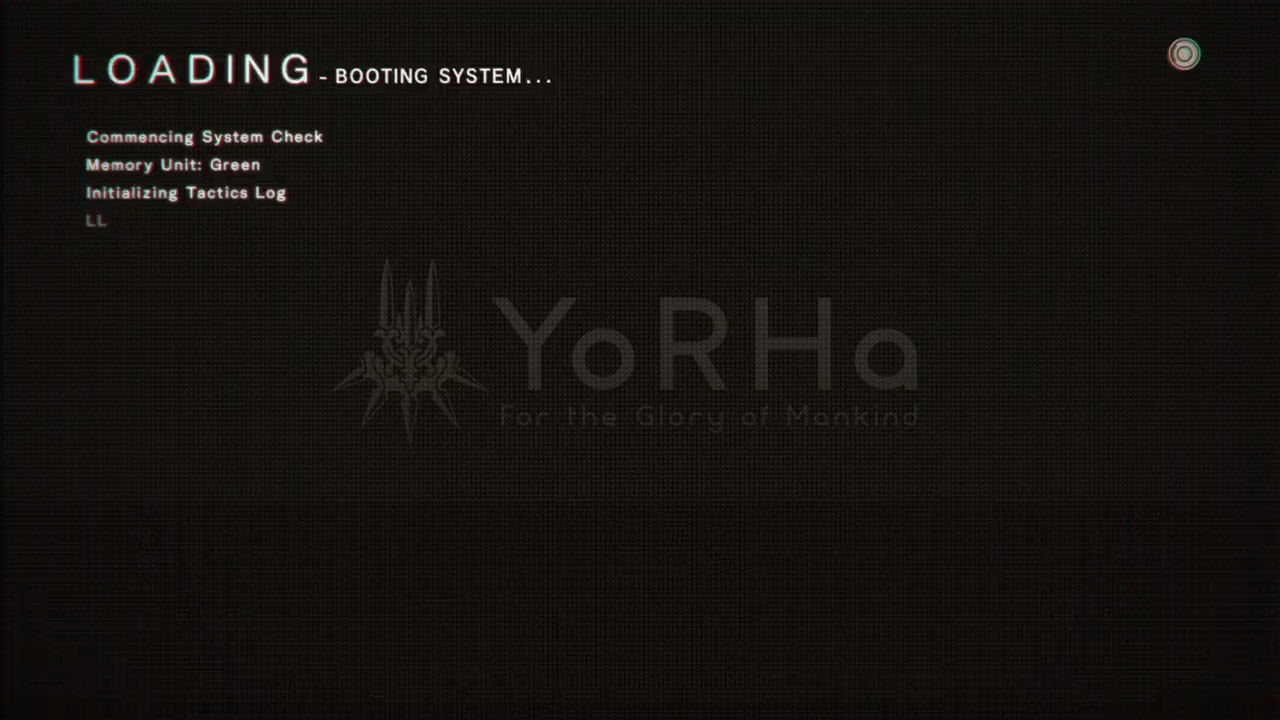 LOADING - BOOTING SYSTEM...
Commencing System Check
Memory Unit: Green
Initializing Tactics Log
LL
YoRHa
For the Glory of Mankind